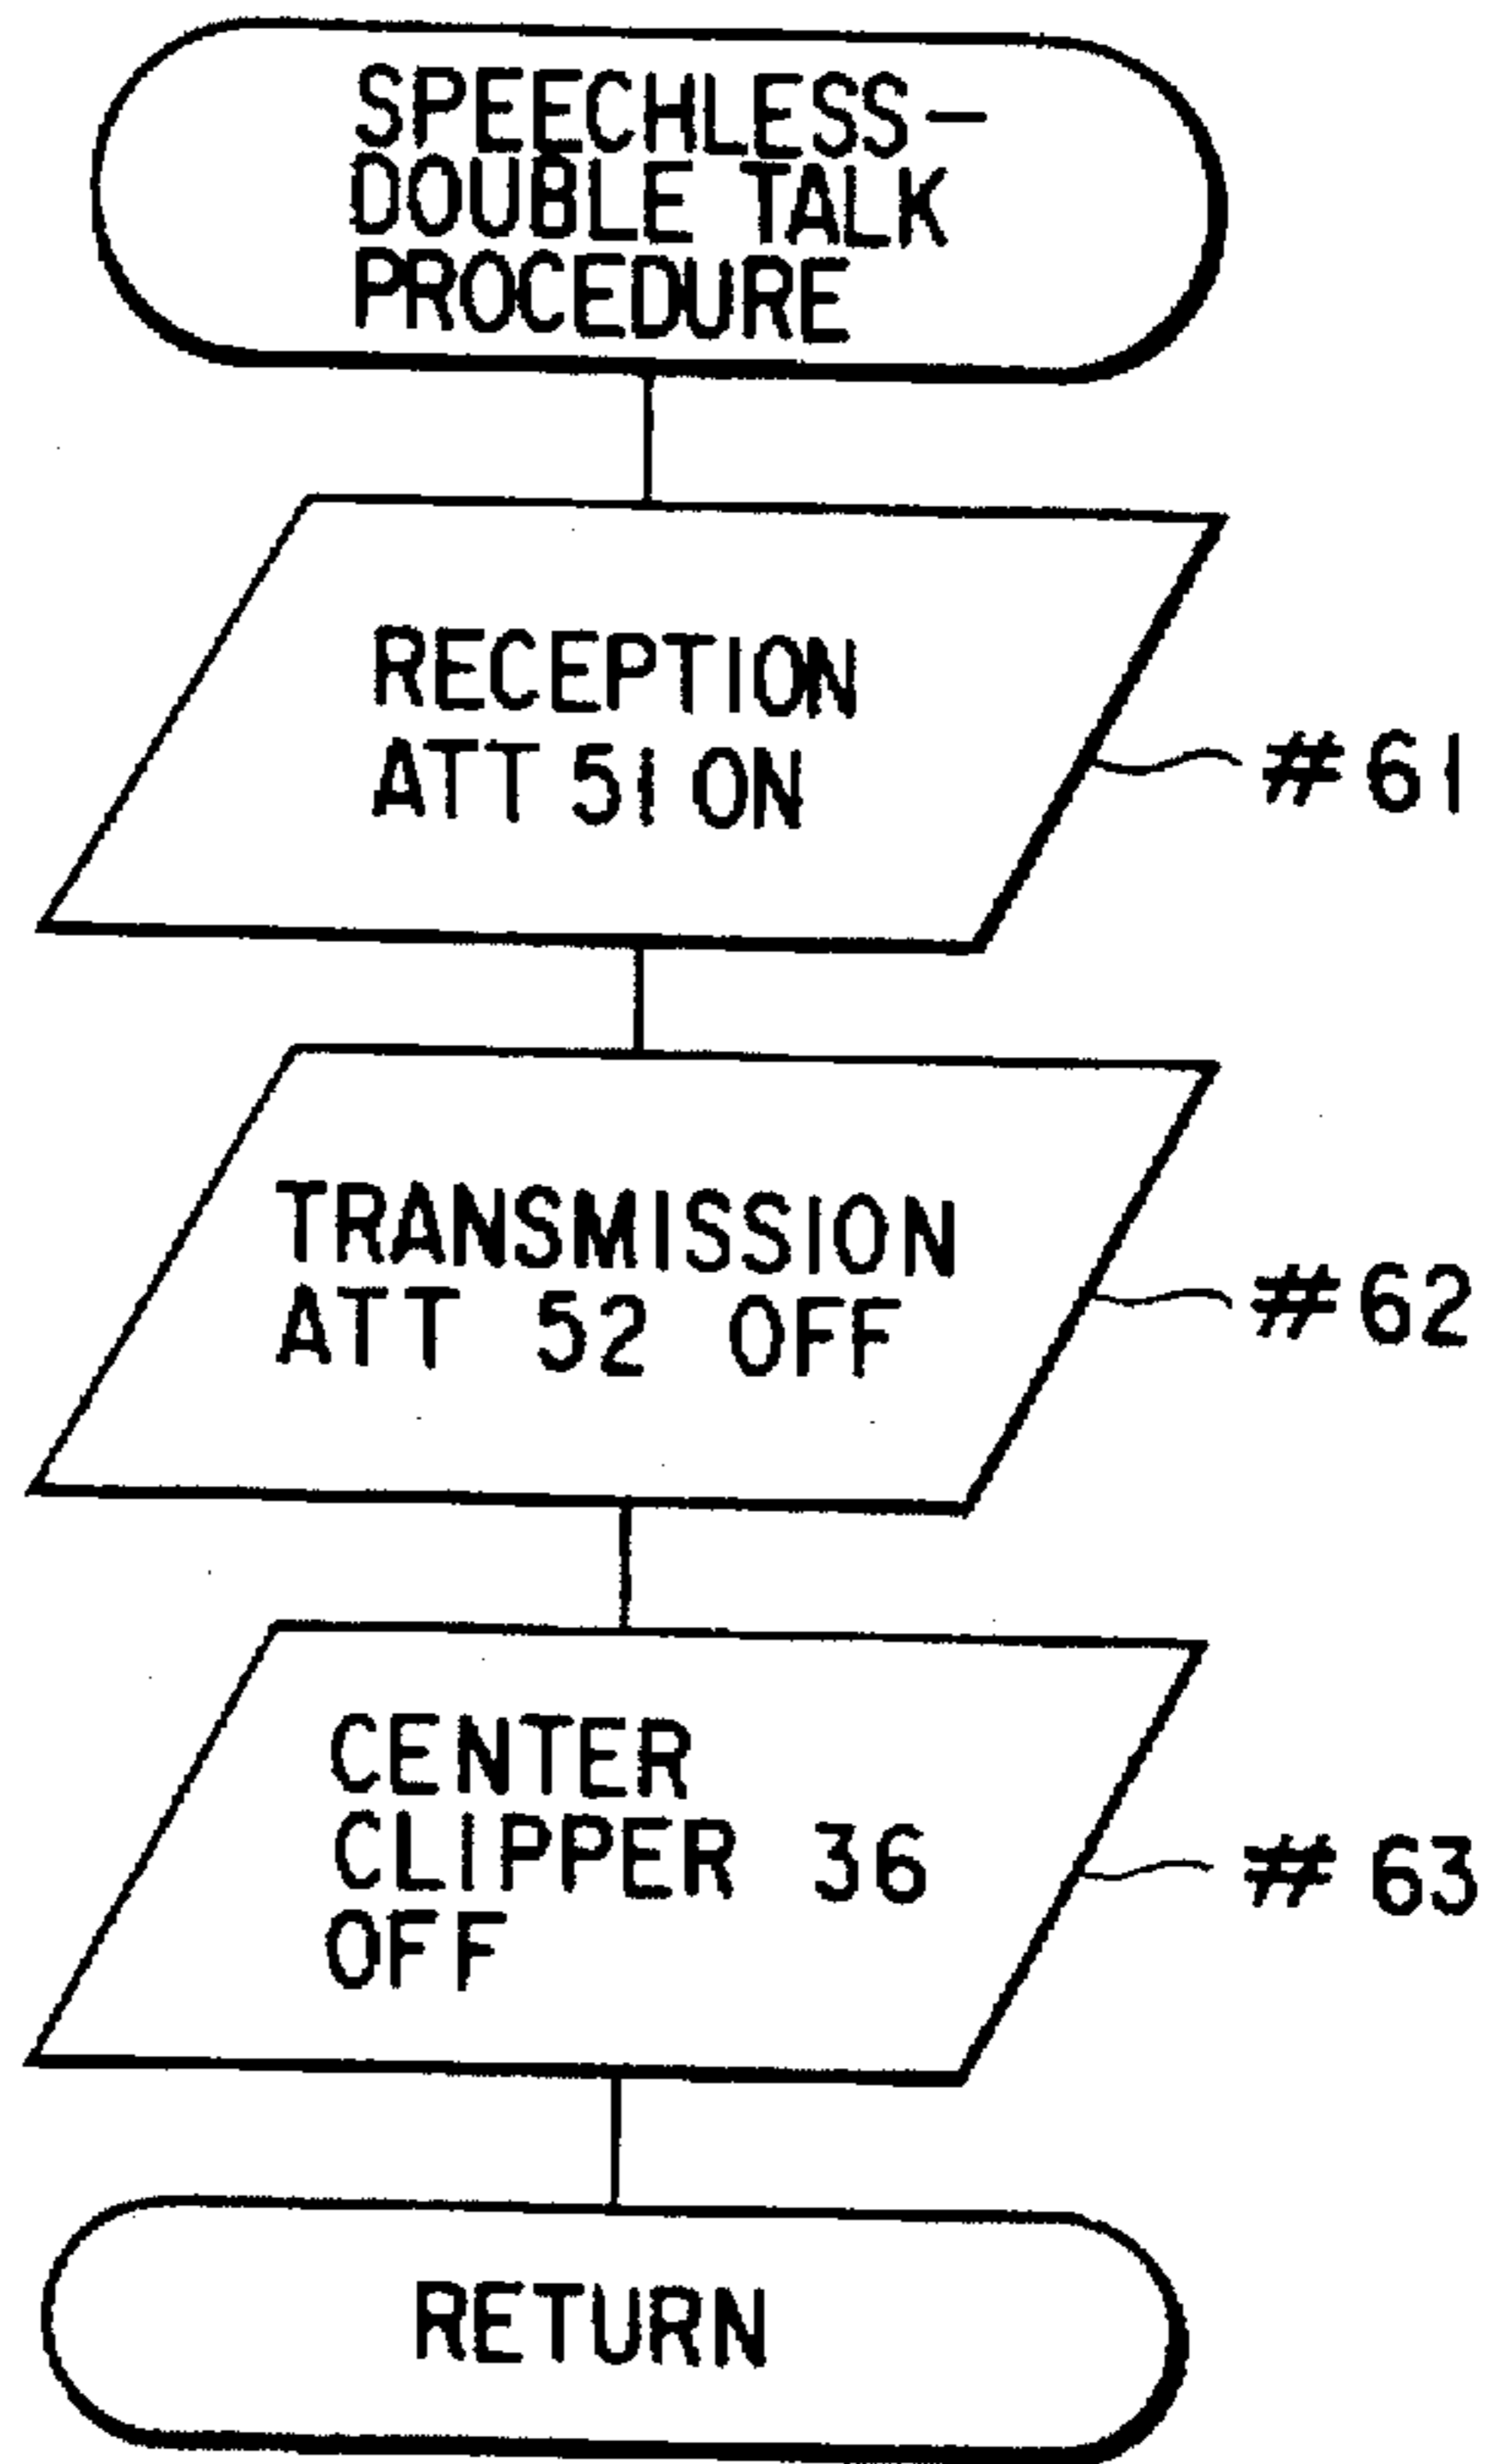 SPEECHLESS-
DOUBLE TALK
PROCEDURE
RECEPTION
ATT 51 ON
#61
TRANSMISSION
ATT 52 OFF
#62
CENTER
CLIPPER 36
OFF
#63
RETURN